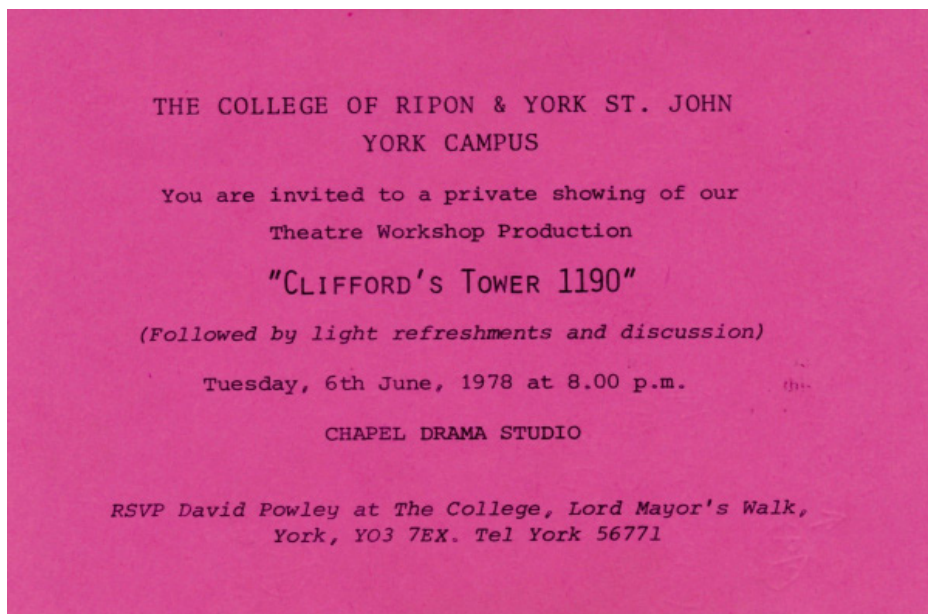 THE COLLEGE OF RIPON & YORK ST. JOHN
YORK CAMPUS
You are invited to a private showing of our
Theatre Workshop Production
"CLIFFORD'S TOWER 1190"
(Followed by light refreshments and discussion)
Tuesday, 6th June, 1978 at 8.00 p.m.
CHAPEL DRAMA STUDIO
RSVP David Powley at The College, Lord Mayor's Walk,
York, YO3 7EX. Tel York 56771